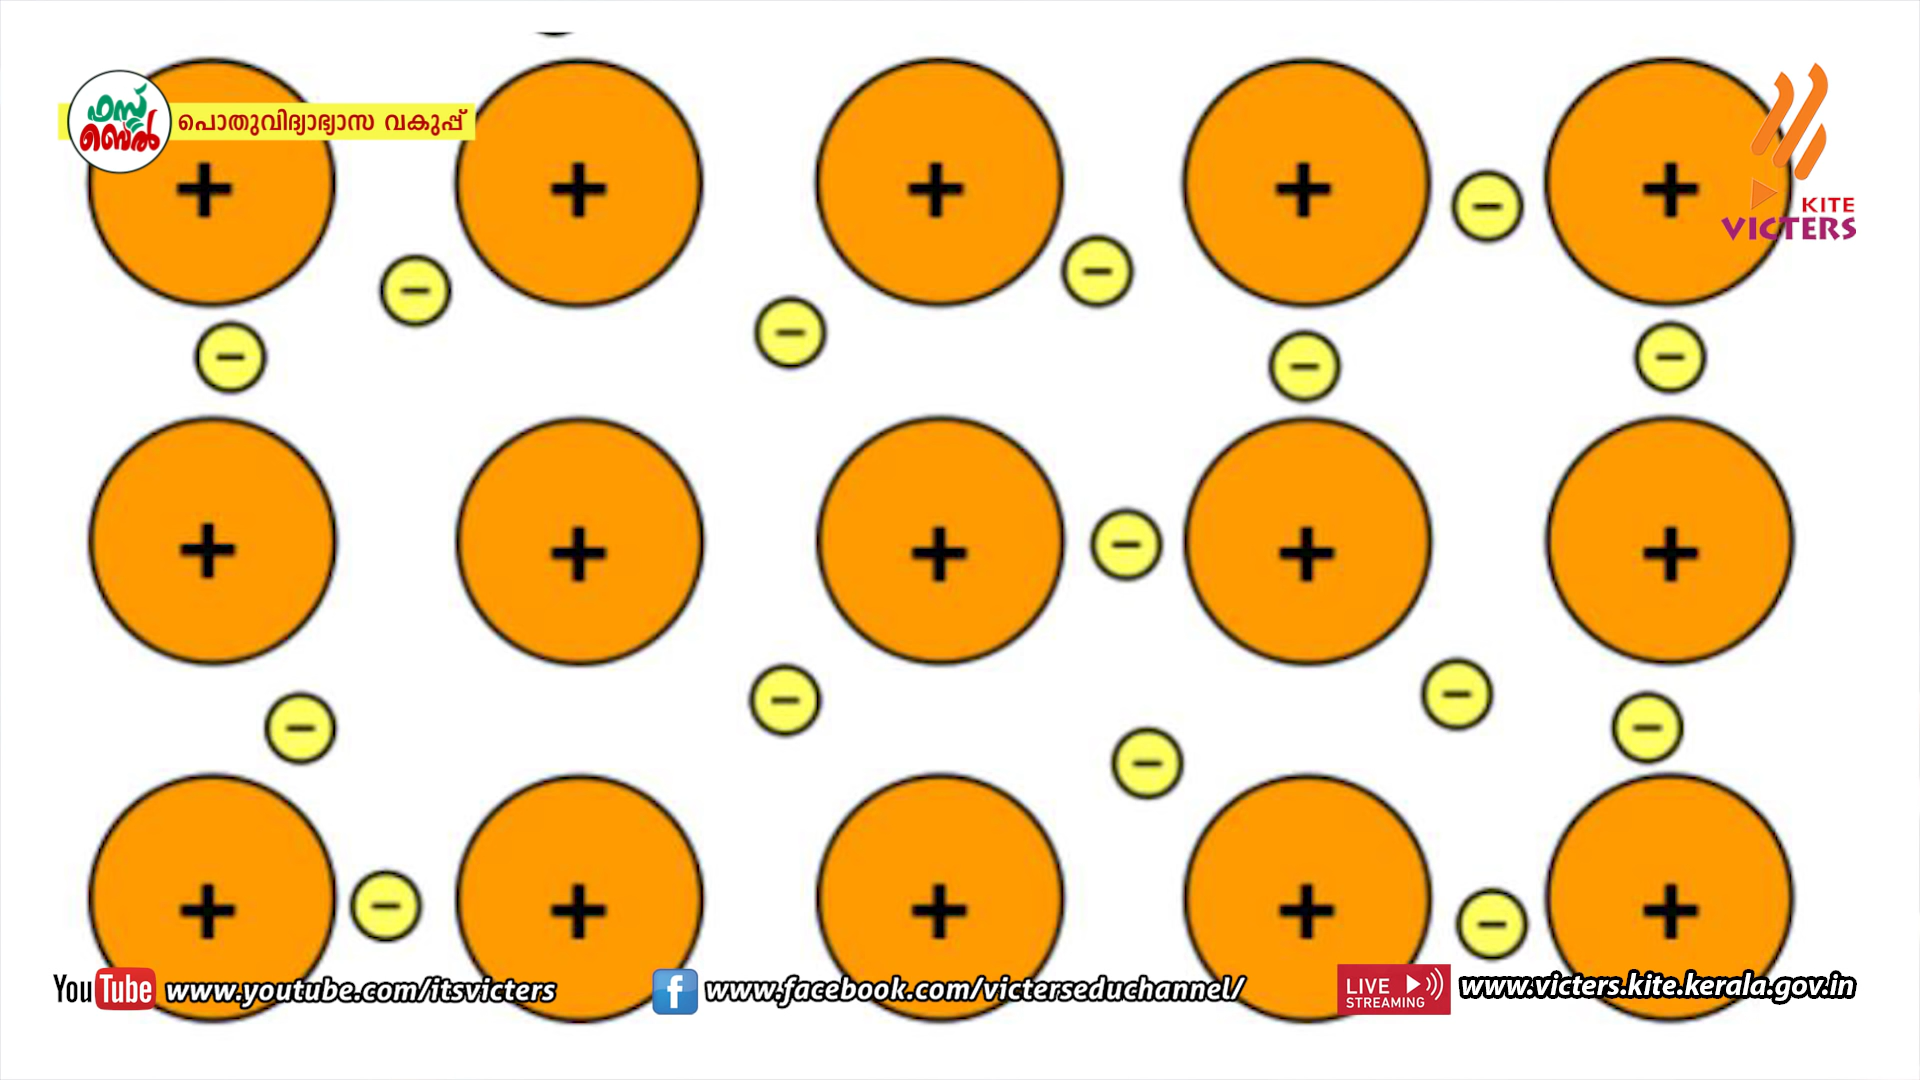 ഫസ്റ്റ്
ബെൽ
പൊതുവിദ്യാഭ്യാസ വകുപ്പ്
KITE
VICTERS
+ + + + +
− − − − − − −
+ + + − + +
− − − − −
+ − + + + − +
YouTube www.youtube.com/itsvicters
f www.facebook.com/victerseduchannel/
LIVE
STREAMING
www.victers.kite.kerala.gov.in